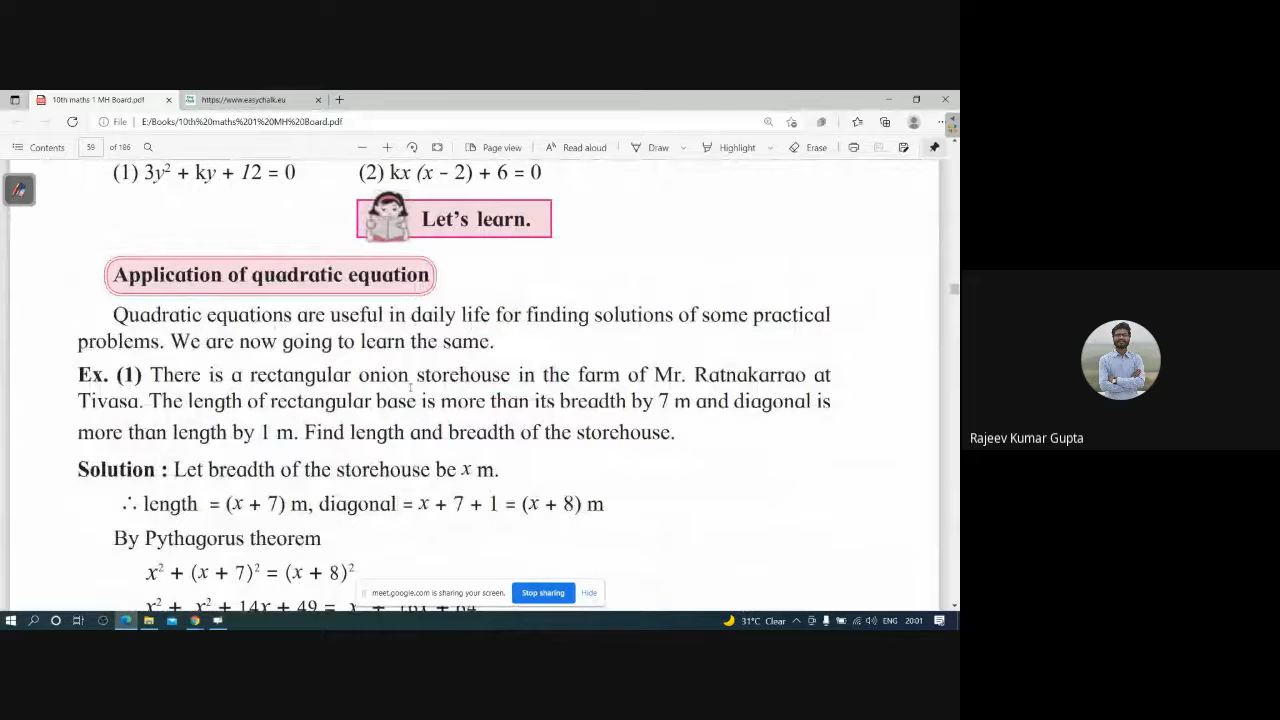 10th maths 1 MH Board.pdf
https://www.easychalk.eu
File
E:/Books/10th%20maths%201%20MH%20Board.pdf
Contents
59
of 186
Page view
Read aloud
Draw
Highlight
Erase
(1) 3y² + ky + 12 = 0
(2) kx (x – 2) + 6 = 0
Let's learn.
Application of quadratic equation
Quadratic equations are useful in daily life for finding solutions of some practical
problems. We are now going to learn the same.
Ex. (1) There is a rectangular onion storehouse in the farm of Mr. Ratnakarrao at
Tivasa. The length of rectangular base is more than its breadth by 7 m and diagonal is
more than length by 1 m. Find length and breadth of the storehouse.
Solution : Let breadth of the storehouse be x m.
∴ length = (x + 7) m, diagonal = x + 7 + 1 = (x + 8) m
By Pythagorus theorem
x² + (x + 7)² = (x + 8)²
x² + x² + 14x + 49 =
meet.google.com is sharing your screen.
Stop sharing
Hide
31°C Clear
ENG
20:01
Rajeev Kumar Gupta